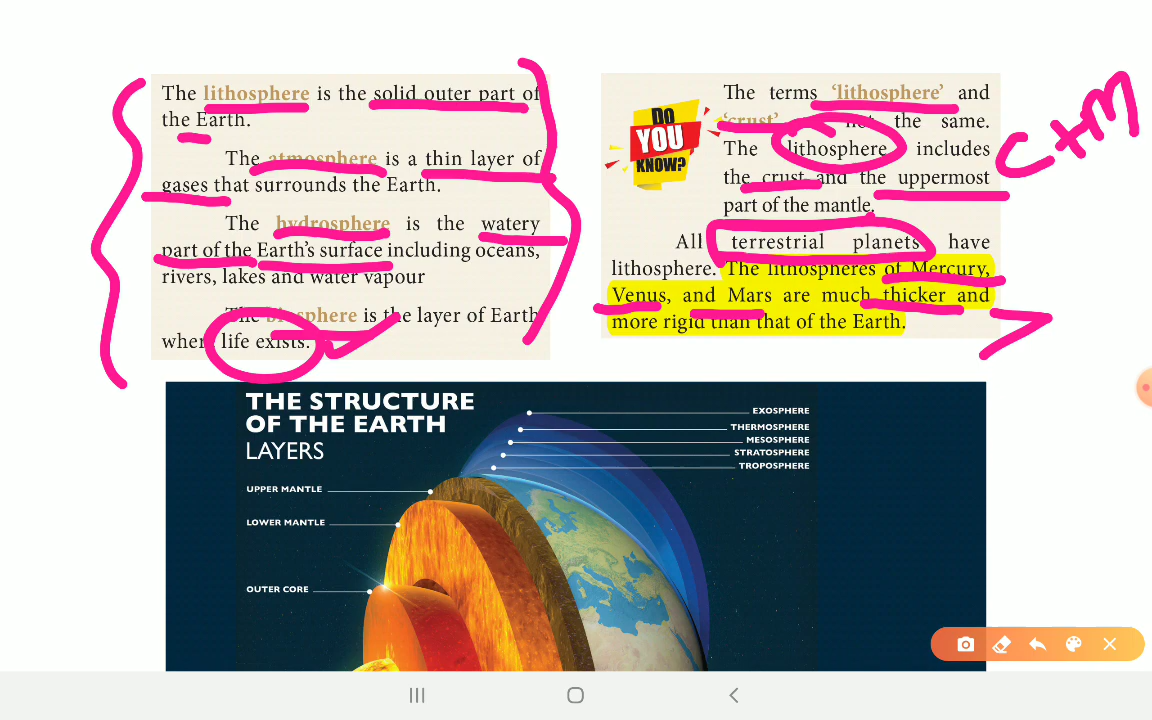 The lithosphere is the solid outer part of
the Earth.
The atmosphere is a thin layer of
gases that surrounds the Earth.
The hydrosphere is the watery
part of the Earth's surface including oceans,
rivers, lakes and water vapour
The biosphere is the layer of Earth
where life exists.
DO
YOU
KNOW?
The terms 'lithosphere' and
'crust' not the same.
The lithosphere includes
the crust and the uppermost
part of the mantle.
All terrestrial planets have
lithosphere. The lithospheres of Mercury,
Venus, and Mars are much thicker and
more rigid than that of the Earth.
C+M
THE STRUCTURE
OF THE EARTH
LAYERS
EXOSPHERE
THERMOSPHERE
MESOSPHERE
STRATOSPHERE
TROPOSPHERE
UPPER MANTLE
LOWER MANTLE
OUTER CORE